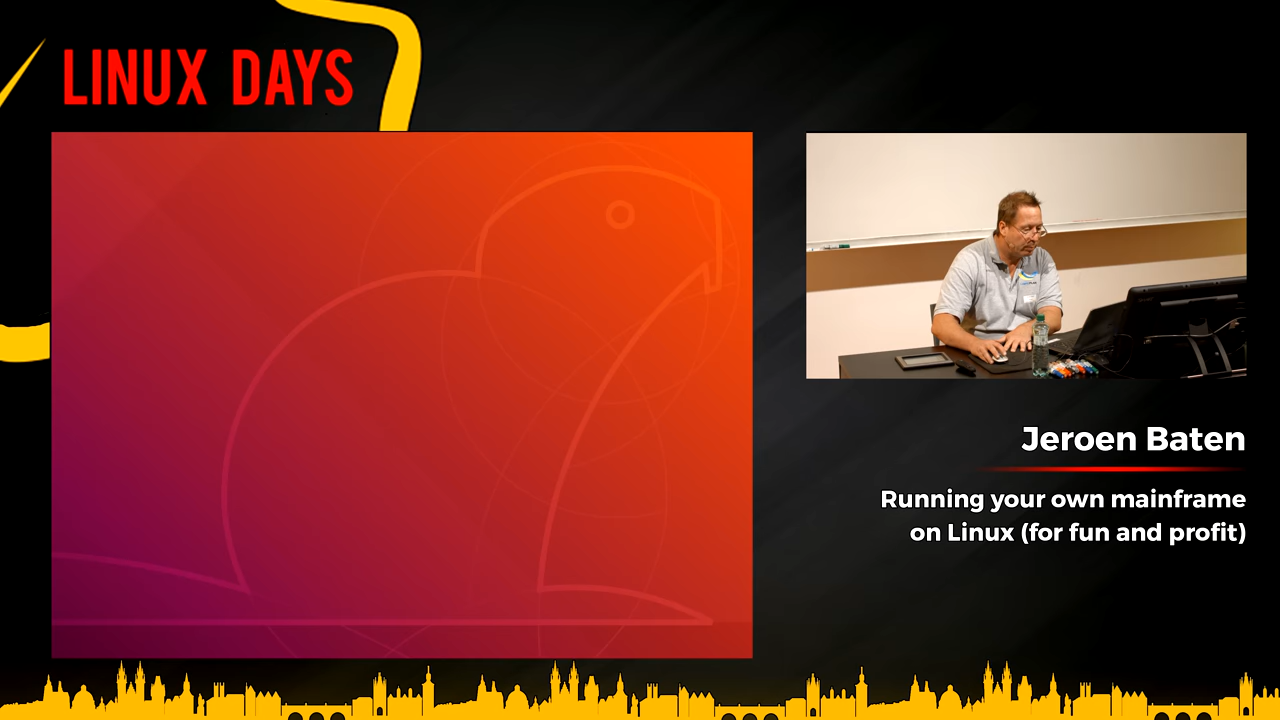 LINUX DAYS
Jeroen Baten
Running your own mainframe
on Linux (for fun and profit)